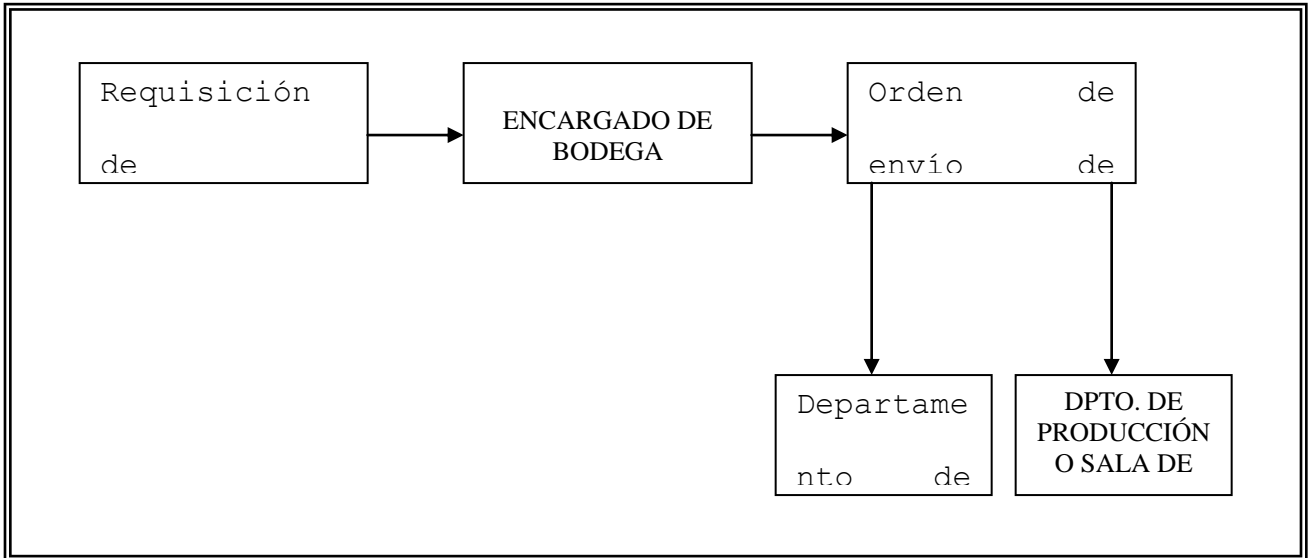 Requisición
de
ENCARGADO DE
BODEGA
Orden de
envío de
Departame
nto de
DPTO. DE
PRODUCCIÓN
O SALA DE